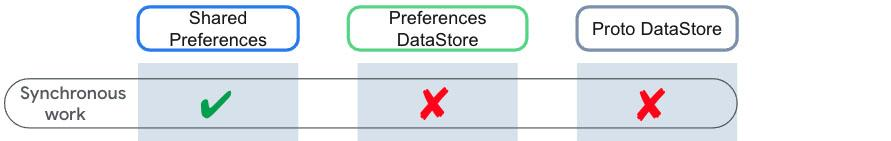 Shared
Preferences
Preferences
DataStore
Proto DataStore
Synchronous
work